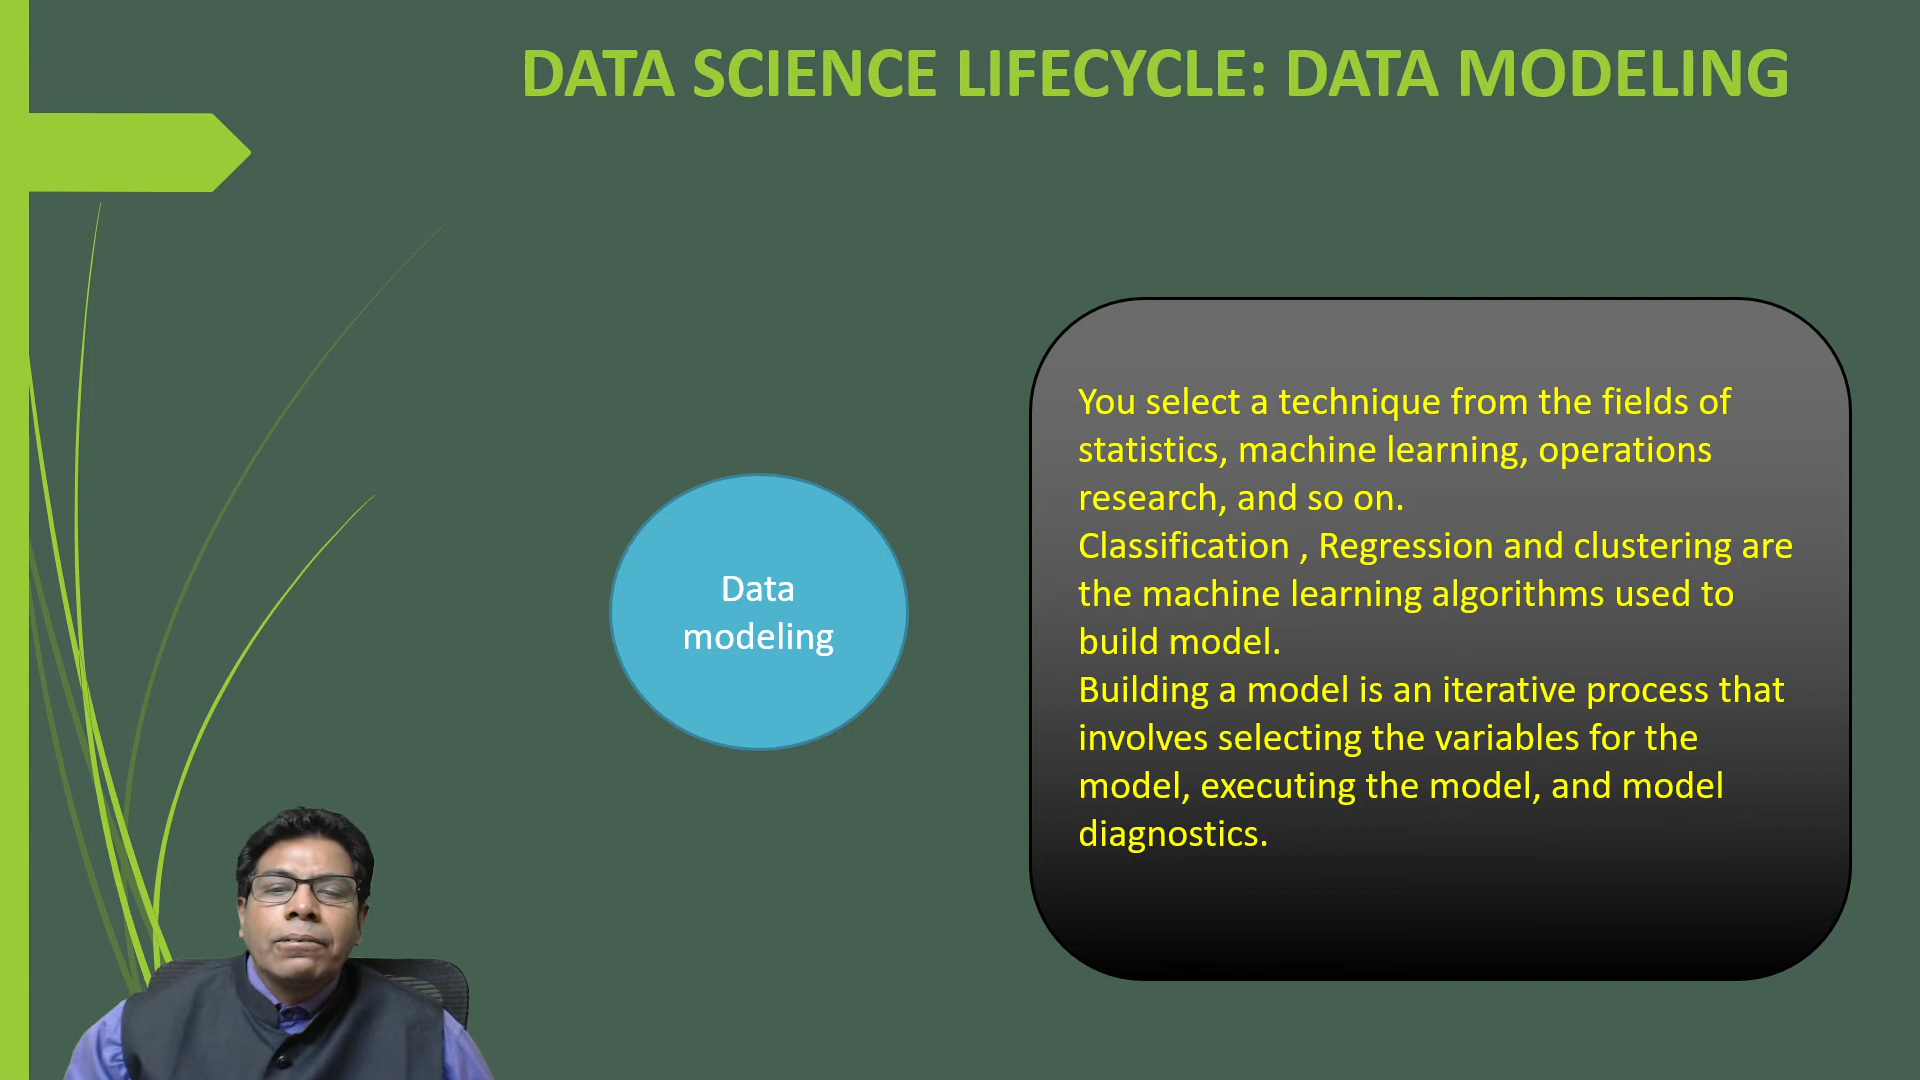 DATA SCIENCE LIFECYCLE: DATA MODELING
Data
modeling
You select a technique from the fields of
statistics, machine learning, operations
research, and so on.
Classification , Regression and clustering are
the machine learning algorithms used to
build model.
Building a model is an iterative process that
involves selecting the variables for the
model, executing the model, and model
diagnostics.